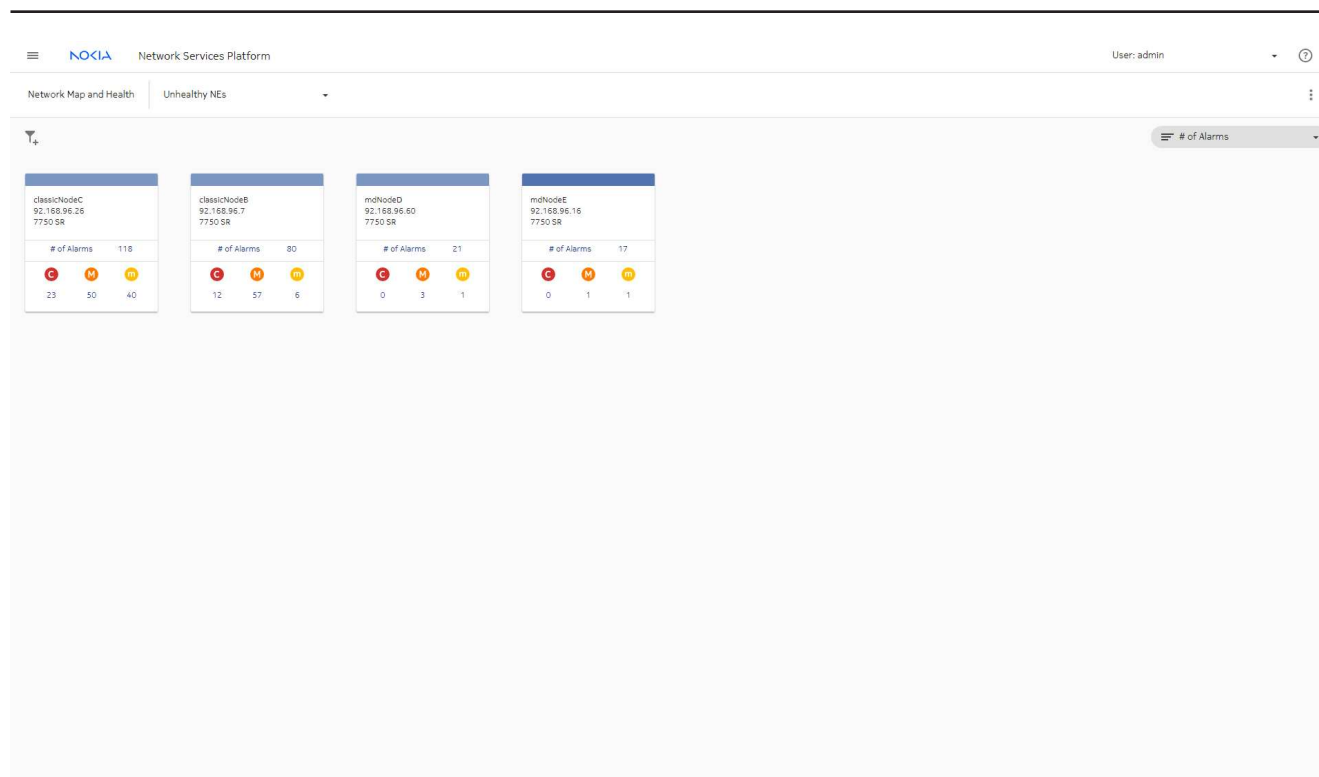 NOKIA Network Services Platform User: admin ?
Network Map and Health Unhealthy NEs
# of Alarms
classicNodeC
92.168.96.26
7750 SR
# of Alarms 118
C M m
23 50 40
classicNodeB
92.168.96.7
7750 SR
# of Alarms 80
C M m
12 57 6
mdNodeD
92.168.96.60
7750 SR
# of Alarms 21
C M m
0 3 1
mdNodeE
92.168.96.16
7750 SR
# of Alarms 17
C M m
0 1 1